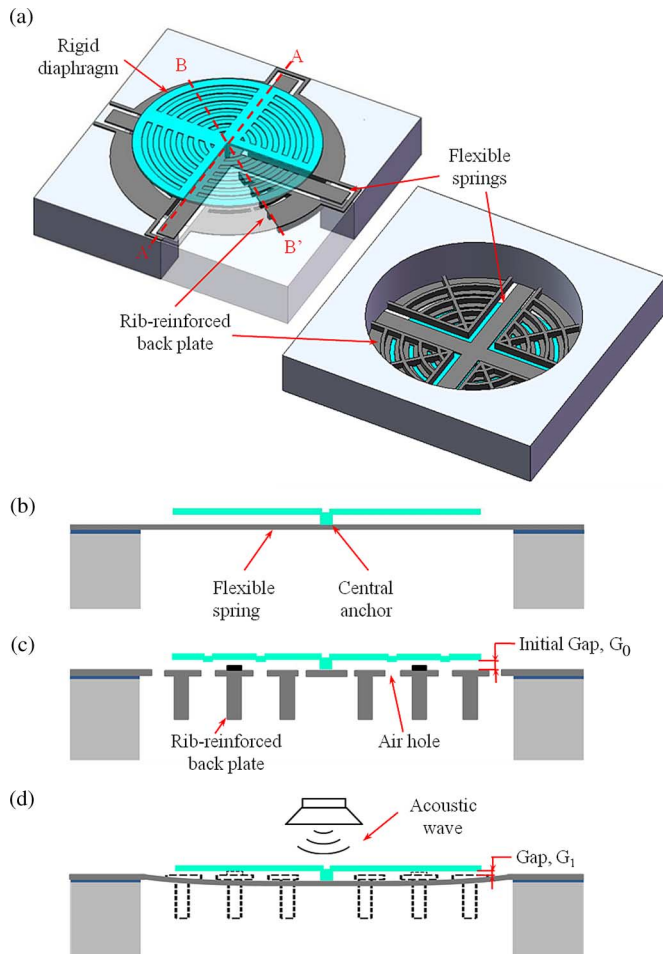 (a)
Rigid
diaphragm
B
A
Flexible
springs
A'
B'
Rib-reinforced
back plate
(b)
Flexible
spring
Central
anchor
(c)
Initial Gap, G0
Rib-reinforced
back plate
Air hole
(d)
Acoustic
wave
Gap, G1